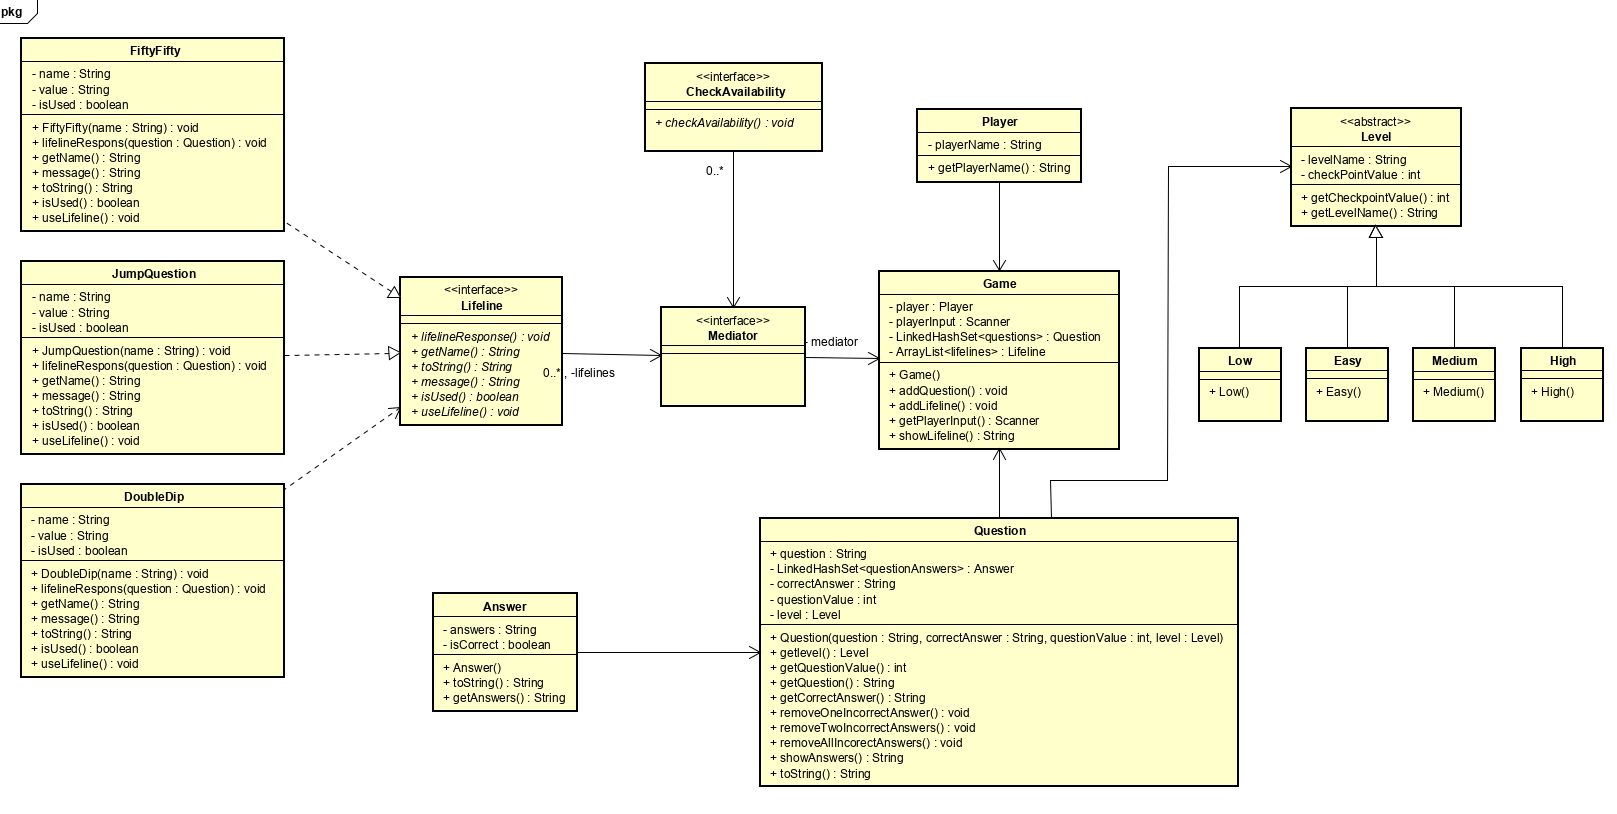 pkg
FiftyFifty
- name : String
- value : String
- isUsed : boolean
+ FiftyFifty(name : String) : void
+ lifelineRespons(question : Question) : void
+ getName() : String
+ message() : String
+ toString() : String
+ isUsed() : boolean
+ useLifeline() : void
JumpQuestion
- name : String
- value : String
- isUsed : boolean
+ JumpQuestion(name : String) : void
+ lifelineRespons(question : Question) : void
+ getName() : String
+ message() : String
+ toString() : String
+ isUsed() : boolean
+ useLifeline() : void
DoubleDip
- name : String
- value : String
- isUsed : boolean
+ DoubleDip(name : String) : void
+ lifelineRespons(question : Question) : void
+ getName() : String
+ message() : String
+ toString() : String
+ isUsed() : boolean
+ useLifeline() : void
<<interface>>
Lifeline
+ lifelineResponse() : void
+ getName() : String
+ toString() : String
+ message() : String
+ isUsed() : boolean
+ useLifeline() : void
0..* , -lifelines
<<interface>>
CheckAvailability
+ checkAvailability() : void
0..*
<<interface>>
Mediator
- mediator
Player
- playerName : String
+ getPlayerName() : String
Game
- player : Player
- playerInput : Scanner
- LinkedHashSet<questions> : Question
- ArrayList<lifelines> : Lifeline
+ Game()
+ addQuestion() : void
+ addLifeline() : void
+ getPlayerInput() : Scanner
+ showLifeline() : String
<<abstract>>
Level
- levelName : String
- checkPointValue : int
+ getCheckpointValue() : int
+ getLevelName() : String
Low
+ Low()
Easy
+ Easy()
Medium
+ Medium()
High
+ High()
Answer
- answers : String
- isCorrect : boolean
+ Answer()
+ toString() : String
+ getAnswers() : String
Question
+ question : String
- LinkedHashSet<questionAnswers> : Answer
- correctAnswer : String
- questionValue : int
- level : Level
+ Question(question : String, correctAnswer : String, questionValue : int, level : Level)
+ getlevel() : Level
+ getQuestionValue() : int
+ getQuestion() : String
+ getCorrectAnswer() : String
+ removeOneIncorrectAnswer() : void
+ removeTwoIncorrectAnswers() : void
+ removeAllIncorectAnswers() : void
+ showAnswers() : String
+ toString() : String